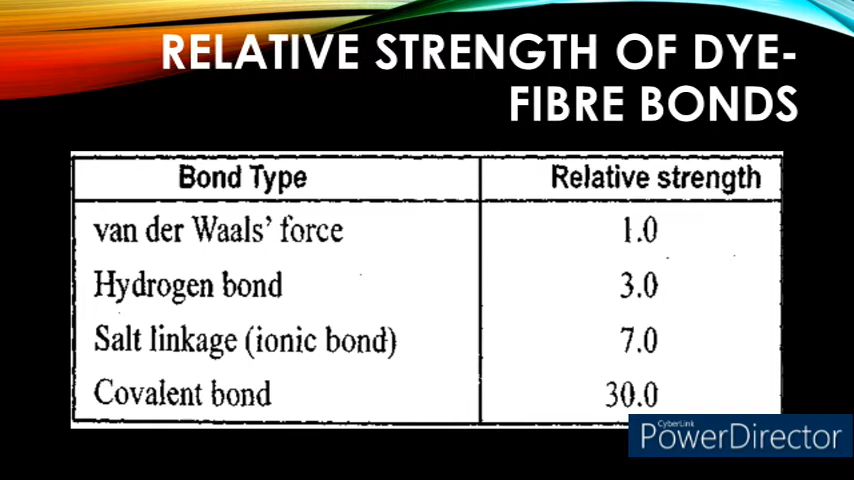 RELATIVE STRENGTH OF DYE-
FIBRE BONDS
Bond Type Relative strength
van der Waals’ force 1.0
Hydrogen bond 3.0
Salt linkage (ionic bond) 7.0
Covalent bond 30.0
CyberLink
PowerDirector